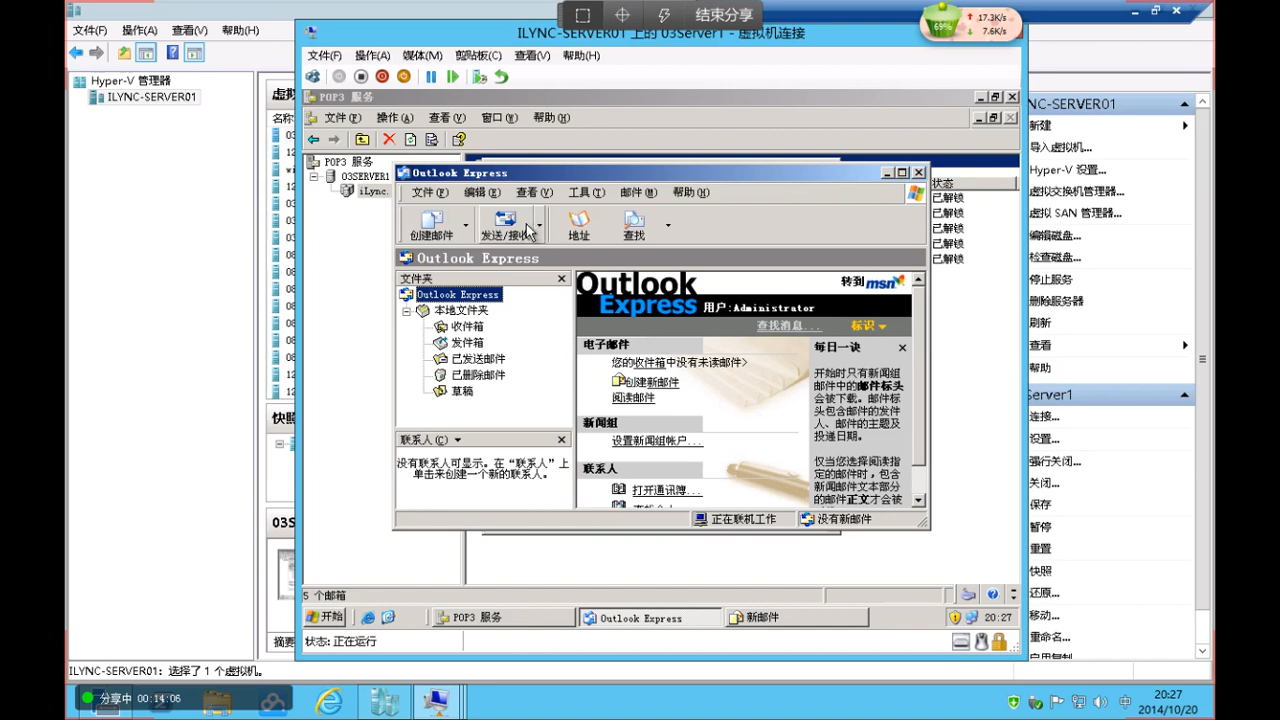 结束分享
17.3K/s
69%
7.6K/s
文件(F) 操作(A) 查看(V) 帮助(H)
Hyper-V 管理器
ILYNC-SERVER01
ILYNC-SERVER01 上的 03Server1 - 虚拟机连接
文件(F) 操作(A) 媒体(M) 剪贴板(C) 查看(V) 帮助(H)
POP3 服务
文件(F) 操作(A) 查看(V) 窗口(W) 帮助(H)
POP3 服务
03SERVER1
iLync.
状态
已解锁
已解锁
已解锁
已解锁
已解锁
Outlook Express
文件(F) 编辑(E) 查看(V) 工具(T) 邮件(M) 帮助(H)
创建邮件 发送/接收 地址 查找
Outlook Express
文件夹
Outlook Express
本地文件夹
收件箱
发件箱
已发送邮件
已删除邮件
草稿
联系人(C)
没有联系人可显示。在“联系人”上
单击来创建一个新的联系人。
Outlook
Express
转到 msn
用户:Administrator
查找消息... 标识
电子邮件
您的收件箱中没有未读邮件>
创建新邮件
阅读邮件
新闻组
设置新闻组帐户...
联系人
打开通讯簿...
每日一诀
开始时只有新闻组
邮件中的邮件标头
会被下载。邮件标
头包含邮件的发件
人、邮件的主题及
投递日期。
仅当您选择阅读指
定的邮件时，包含
新闻邮件文本部分
的邮件正文才会被
正在联机工作 没有新邮件
5 个邮箱
开始 POP3 服务 Outlook Express 新邮件 20:27
状态: 正在运行
NC-SERVER01
新建
导入虚拟机...
Hyper-V 设置...
虚拟交换机管理器...
虚拟 SAN 管理器...
编辑磁盘...
检查磁盘...
停止服务
删除服务器
刷新
查看
帮助
Server1
连接...
设置...
强行关闭...
关闭...
保存
暂停
重置
快照
还原...
移动...
重命名...
虚
名称
快照
03S
摘要
ILYNC-SERVER01: 选择了 1 个虚拟机。
分享中 00:14:06
中
20:27
2014/10/20